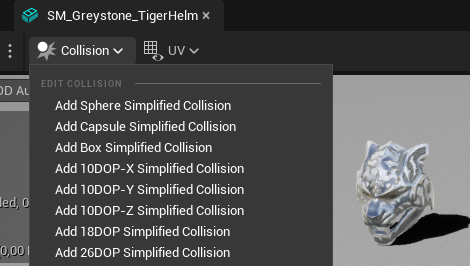 SM_Greystone_TigerHelm
Collision
UV
OD Au
EDIT COLLISION
Add Sphere Simplified Collision
Add Capsule Simplified Collision
Add Box Simplified Collision
Add 10DOP-X Simplified Collision
Add 10DOP-Y Simplified Collision
Add 10DOP-Z Simplified Collision
ded, 0
Add 18DOP Simplified Collision
0,00
Add 26DOP Simplified Collision